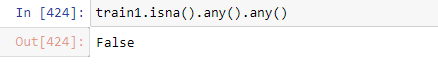 In [424]: train1.isna().any().any()
Out[424]: False